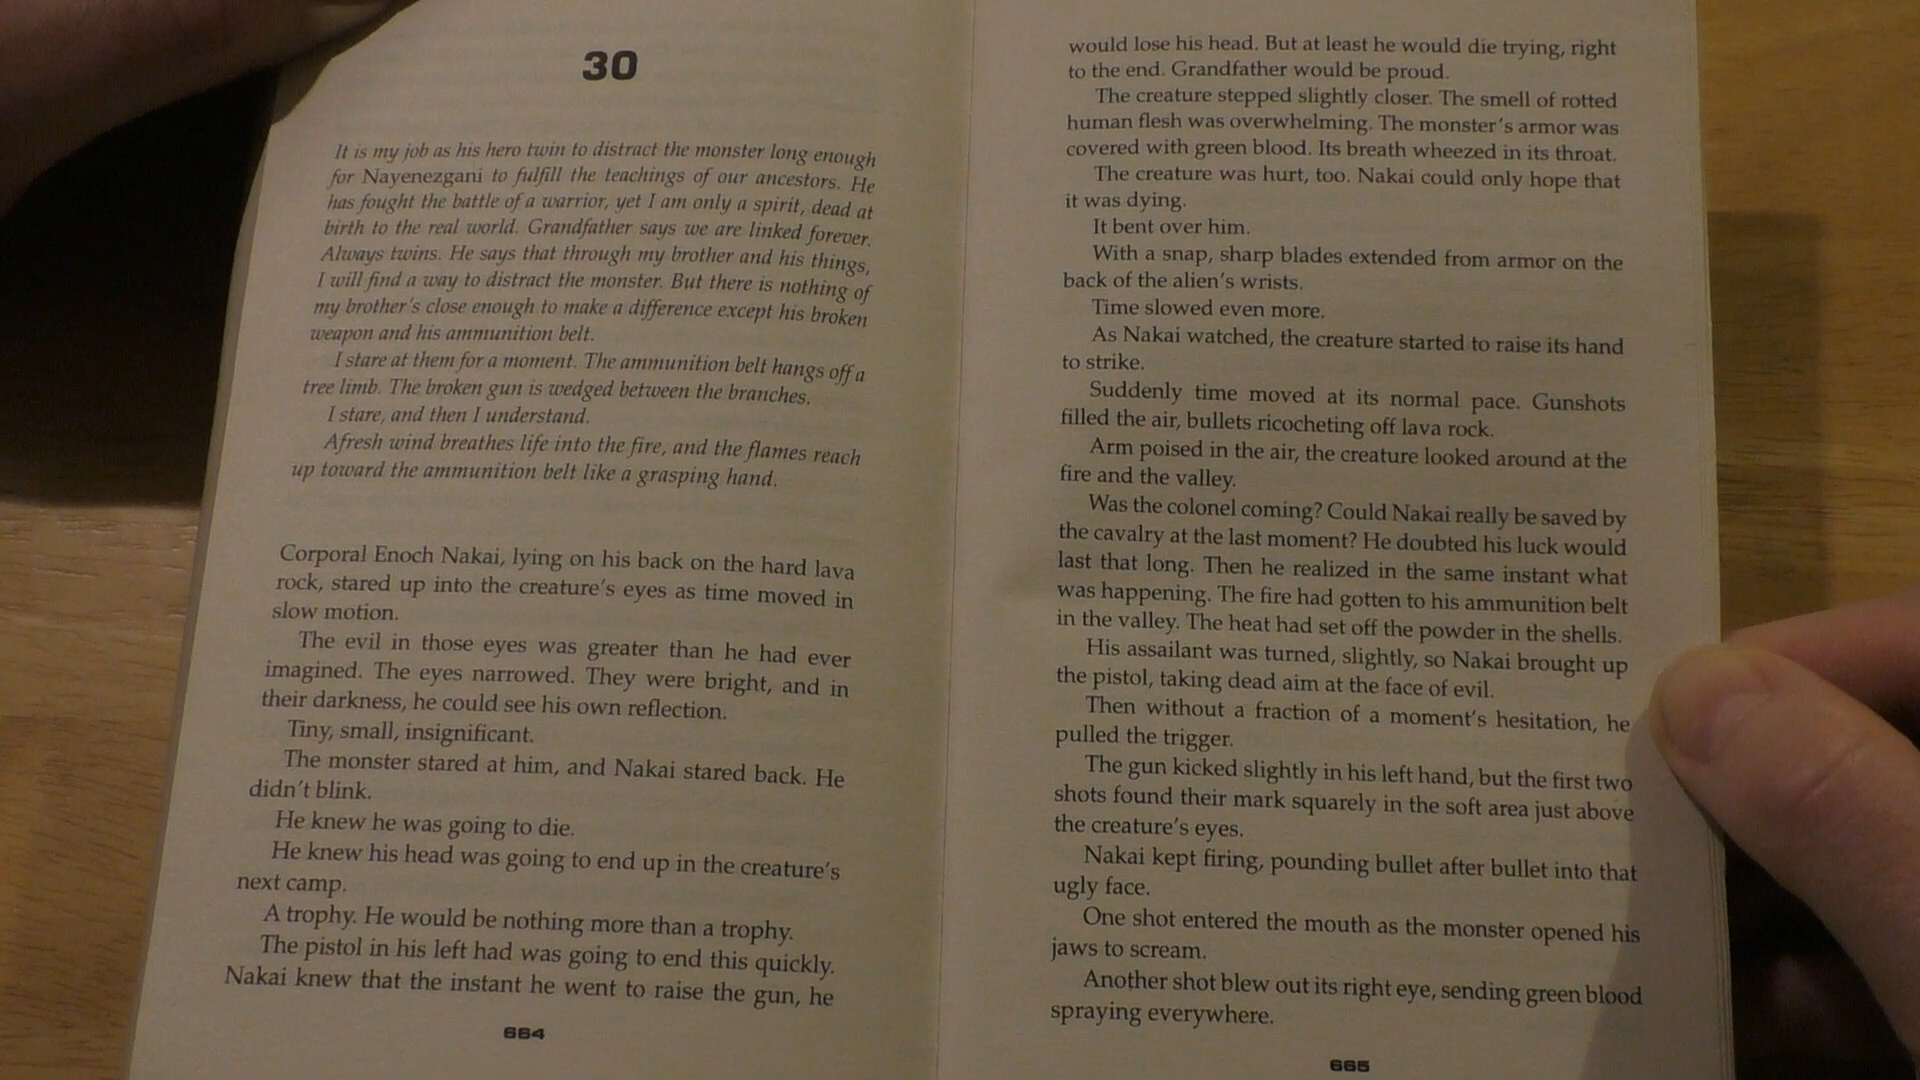 30
It is my job as his hero twin to distract the monster long enough
for Nayenezgani to fulfill the teachings of our ancestors. He
has fought the battle of a warrior, yet I am only a spirit, dead at
birth to the real world. Grandfather says we are linked forever.
Always twins. He says that through my brother and his things,
I will find a way to distract the monster. But there is nothing of
my brother's close enough to make a difference except his broken
weapon and his ammunition belt.
I stare at them for a moment. The ammunition belt hangs off a
tree limb. The broken gun is wedged between the branches.
I stare, and then I understand.
Afresh wind breathes life into the fire, and the flames reach
up toward the ammunition belt like a grasping hand.
Corporal Enoch Nakai, lying on his back on the hard lava
rock, stared up into the creature's eyes as time moved in
slow motion.
The evil in those eyes was greater than he had ever
imagined. The eyes narrowed. They were bright, and in
their darkness, he could see his own reflection.
Tiny, small, insignificant.
The monster stared at him, and Nakai stared back. He
didn't blink.
He knew he was going to die.
He knew his head was going to end up in the creature's
next camp.
A trophy. He would be nothing more than a trophy.
The pistol in his left had was going to end this quickly.
Nakai knew that the instant he went to raise the gun, he
664
would lose his head. But at least he would die trying, right
to the end. Grandfather would be proud.
The creature stepped slightly closer. The smell of rotted
human flesh was overwhelming. The monster's armor was
covered with green blood. Its breath wheezed in its throat.
The creature was hurt, too. Nakai could only hope that
it was dying.
It bent over him.
With a snap, sharp blades extended from armor on the
back of the alien's wrists.
Time slowed even more.
As Nakai watched, the creature started to raise its hand
to strike.
Suddenly time moved at its normal pace. Gunshots
filled the air, bullets ricocheting off lava rock.
Arm poised in the air, the creature looked around at the
fire and the valley.
Was the colonel coming? Could Nakai really be saved by
the cavalry at the last moment? He doubted his luck would
last that long. Then he realized in the same instant what
was happening. The fire had gotten to his ammunition belt
in the valley. The heat had set off the powder in the shells.
His assailant was turned, slightly, so Nakai brought up
the pistol, taking dead aim at the face of evil.
Then without a fraction of a moment's hesitation, he
pulled the trigger.
The gun kicked slightly in his left hand, but the first two
shots found their mark squarely in the soft area just above
the creature's eyes.
Nakai kept firing, pounding bullet after bullet into that
ugly face.
One shot entered the mouth as the monster opened his
jaws to scream.
Another shot blew out its right eye, sending green blood
spraying everywhere.
665